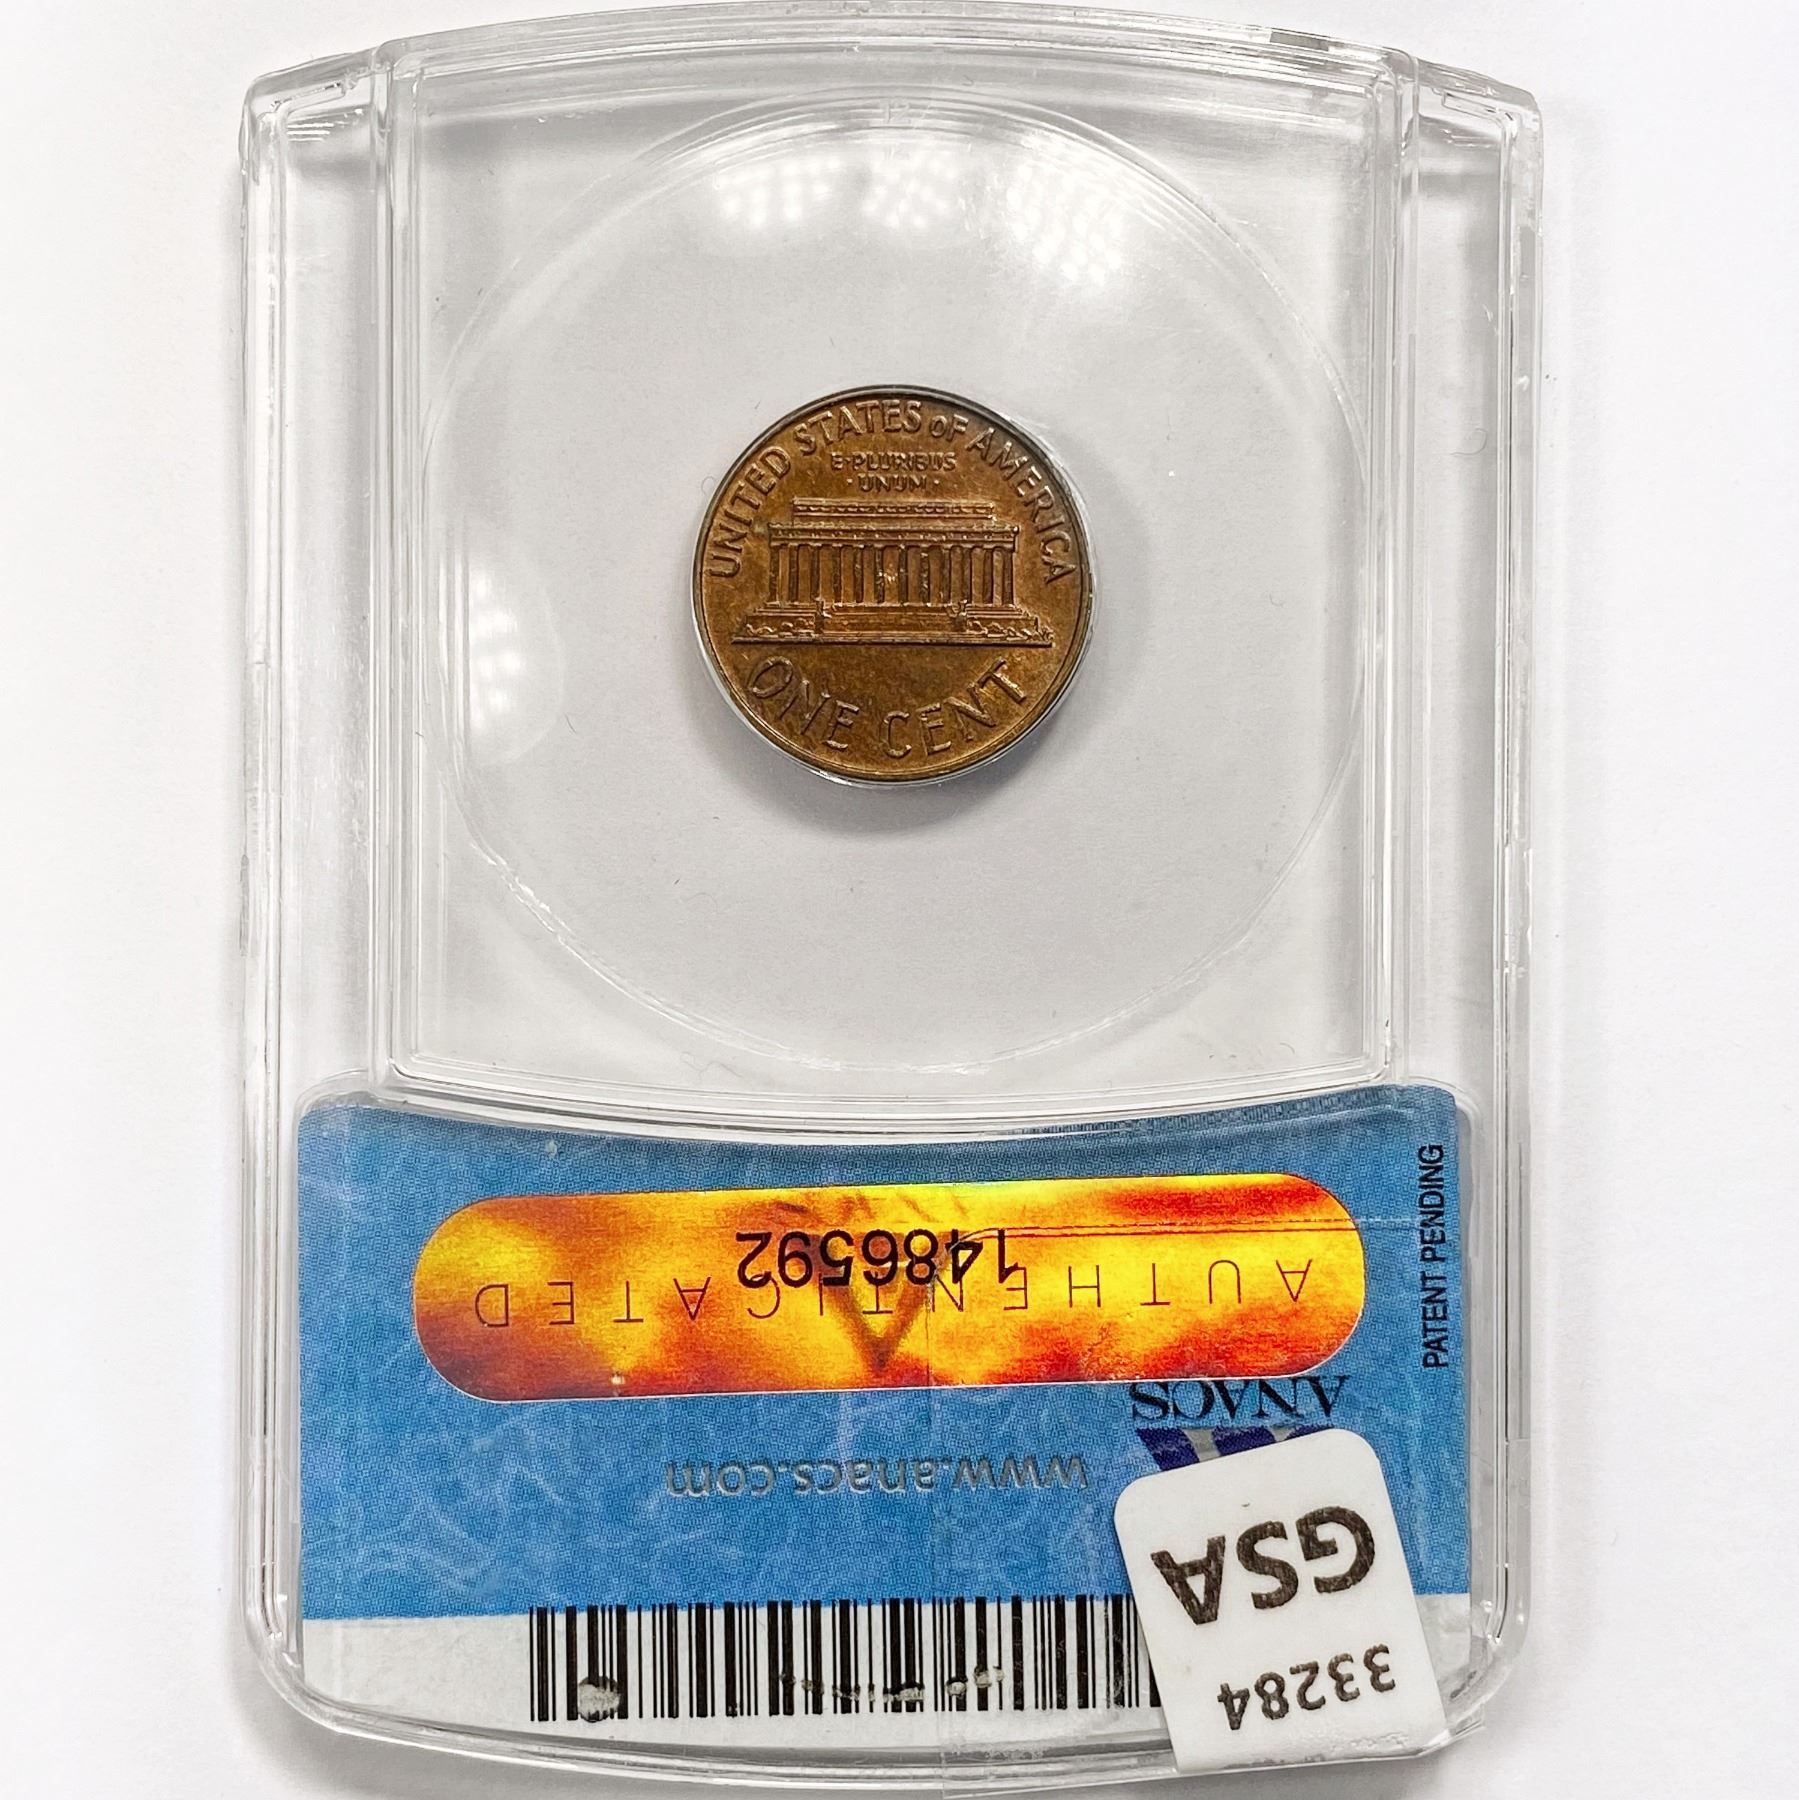 UNITED STATES OF AMERICA
E·PLURIBUS
·UNUM·
ONE CENT
PATENT PENDING
1486592
AUTHENTICATED
ANACS
www.anacs.com
GSA
33284